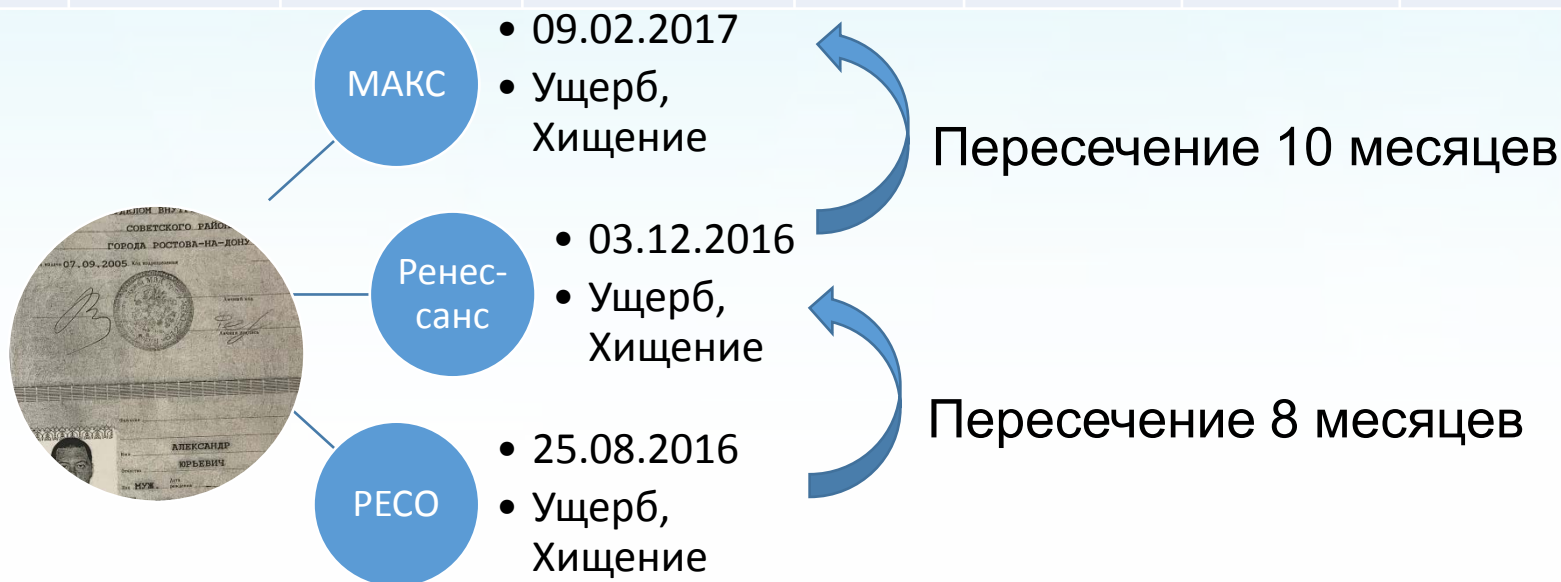 МАКС
• 09.02.2017
• Ущерб,
Хищение
Пересечение 10 месяцев
СОВЕТСКОГО
ГОРОДА РОСТОВА-НА-ДОНУ
07.09.2005
Ренес-
санс
• 03.12.2016
• Ущерб,
Хищение
Пересечение 8 месяцев
АЛЕКСАНДР
ЮРЬЕВИЧ
МУЖ.
РЕСО
• 25.08.2016
• Ущерб,
Хищение